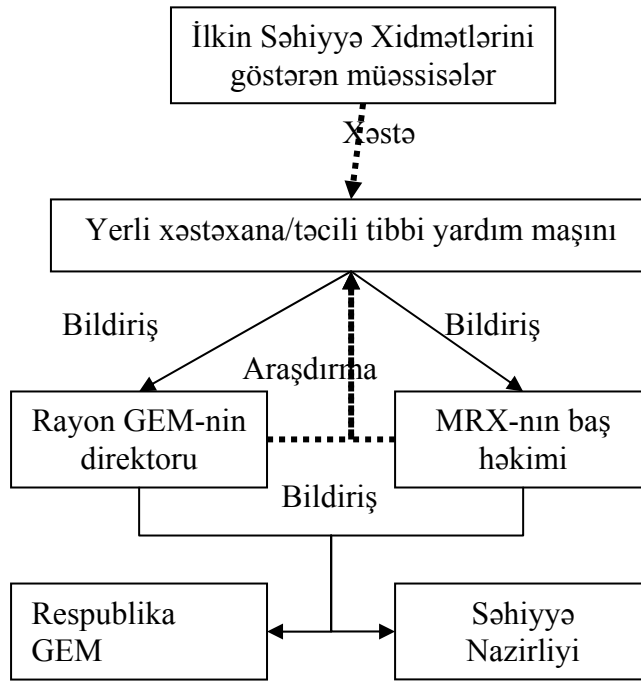 İlkin Səhiyyə Xidmətlərini
göstərən müəssisələr
Xəstə
Yerli xəstəxana/təcili tibbi yardım maşını
Bildiriş
Bildiriş
Araşdırma
Rayon GEM-nin
direktoru
MRX-nın baş
həkimi
Bildiriş
Respublika
GEM
Səhiyyə
Nazirliyi